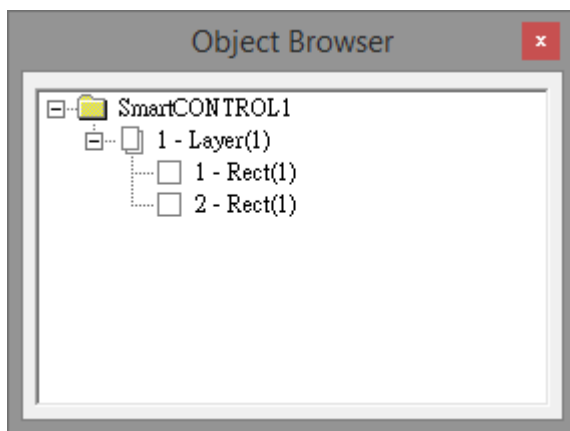 Object Browser
x
SmartCONTROL1
1 - Layer(1)
1 - Rect(1)
2 - Rect(1)